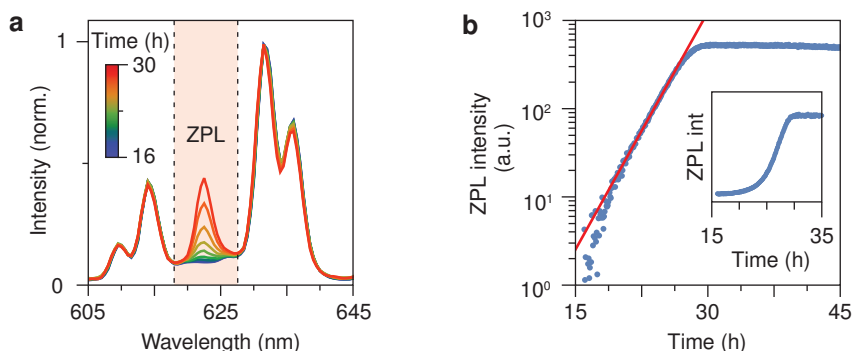 a
Time (h)
30
16
ZPL
1
0
Intensity (norm.)
605
625
645
Wavelength (nm)
b
10³
10²
10¹
10⁰
ZPL intensity
(a.u.)
15
30
45
Time (h)
ZPL int
15
35
Time (h)